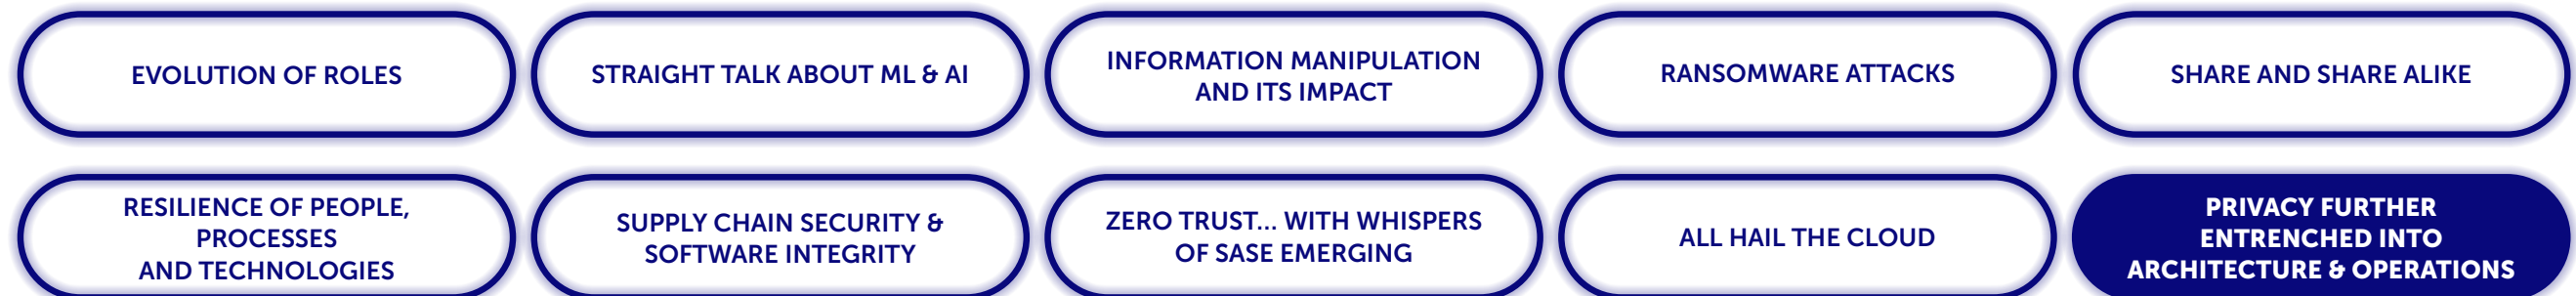 EVOLUTION OF ROLES
STRAIGHT TALK ABOUT ML & AI
INFORMATION MANIPULATION
AND ITS IMPACT
RANSOMWARE ATTACKS
SHARE AND SHARE ALIKE
RESILIENCE OF PEOPLE,
PROCESSES
AND TECHNOLOGIES
SUPPLY CHAIN SECURITY &
SOFTWARE INTEGRITY
ZERO TRUST... WITH WHISPERS
OF SASE EMERGING
ALL HAIL THE CLOUD
PRIVACY FURTHER
ENTRENCHED INTO
ARCHITECTURE & OPERATIONS